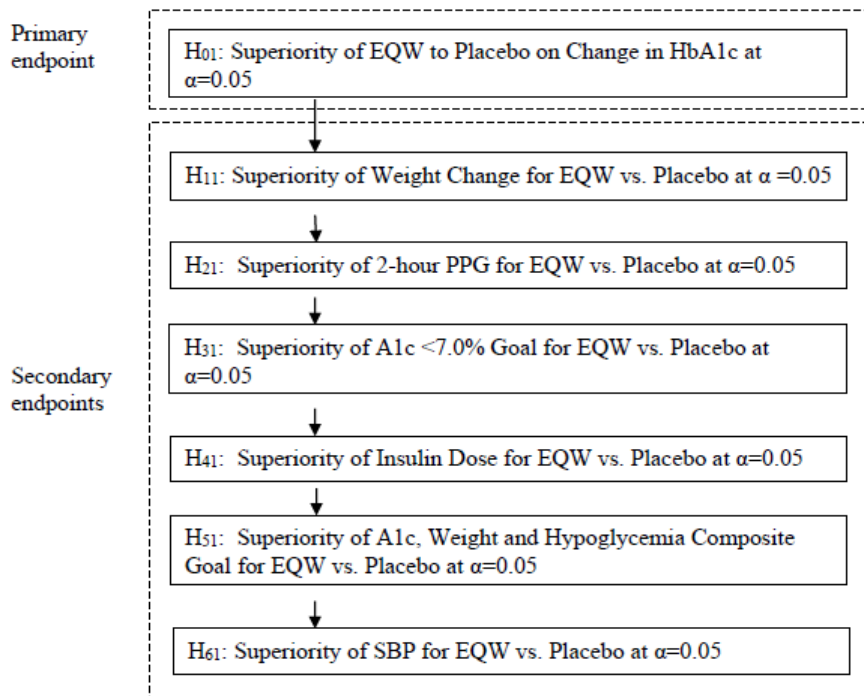 Primary
endpoint
H01: Superiority of EQW to Placebo on Change in HbA1c at
α=0.05
H11: Superiority of Weight Change for EQW vs. Placebo at α =0.05
H21: Superiority of 2-hour PPG for EQW vs. Placebo at α=0.05
H31: Superiority of A1c <7.0% Goal for EQW vs. Placebo at
α=0.05
Secondary
endpoints
H41: Superiority of Insulin Dose for EQW vs. Placebo at α=0.05
H51: Superiority of A1c, Weight and Hypoglycemia Composite
Goal for EQW vs. Placebo at α=0.05
H61: Superiority of SBP for EQW vs. Placebo at α=0.05